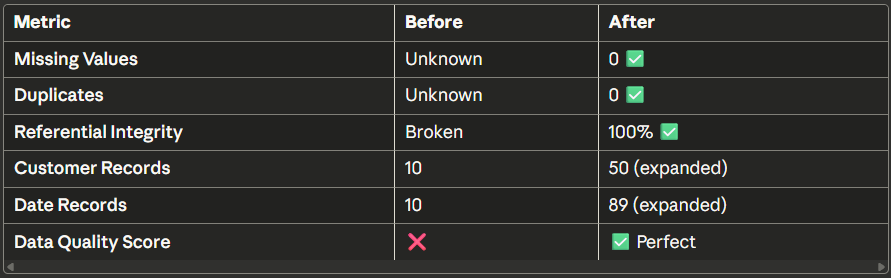 Metric Before After
Missing Values Unknown 0 ✅
Duplicates Unknown 0 ✅
Referential Integrity Broken 100% ✅
Customer Records 10 50 (expanded)
Date Records 10 89 (expanded)
Data Quality Score ❌ ✅ Perfect